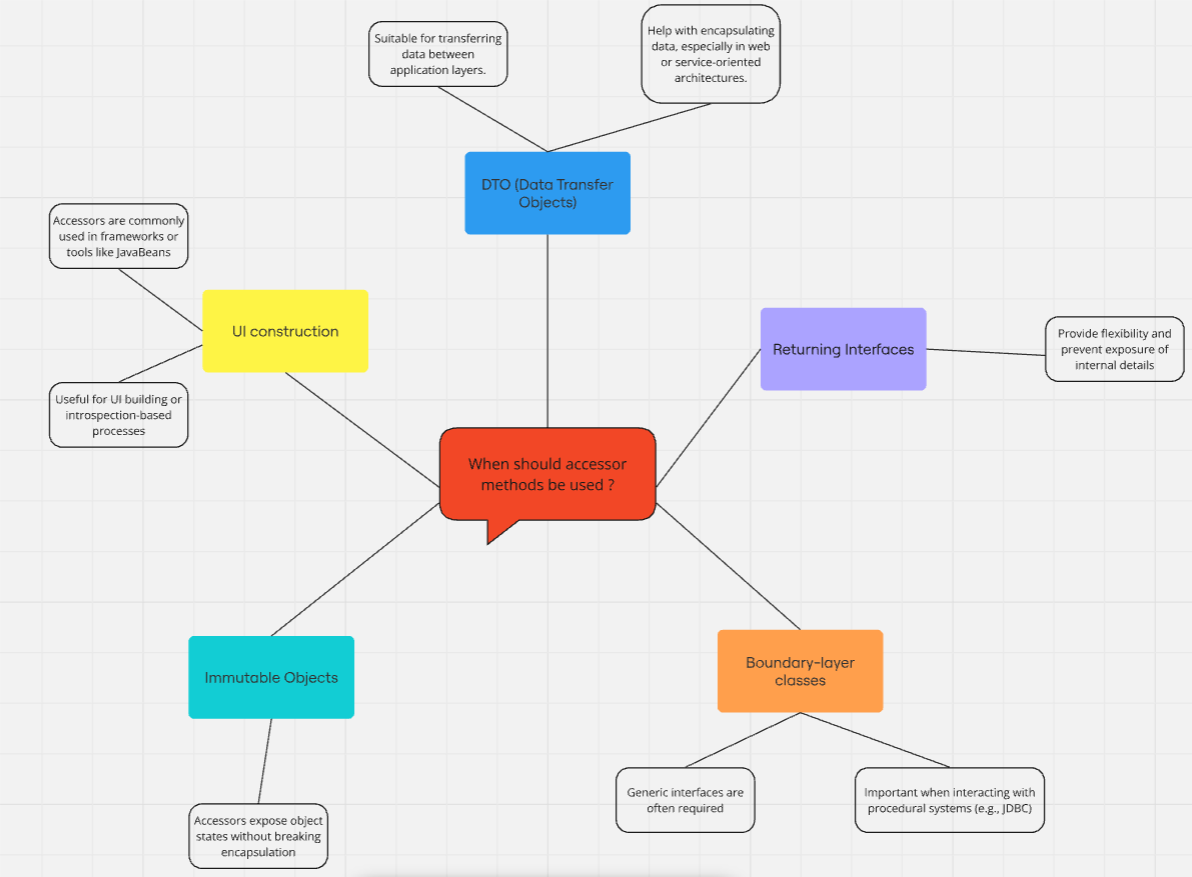 Suitable for transferring
data between
application layers.
Help with encapsulating
data, especially in web
or service-oriented
architectures.
DTO (Data Transfer
Objects)
Accessors are commonly
used in frameworks or
tools like JavaBeans
UI construction
Useful for UI building or
introspection-based
processes
Returning Interfaces
Provide flexibility and
prevent exposure of
internal details
When should accessor
methods be used ?
Immutable Objects
Accessors expose object
states without breaking
encapsulation
Boundary-layer
classes
Generic interfaces are
often required
Important when interacting with
procedural systems (e.g., JDBC)